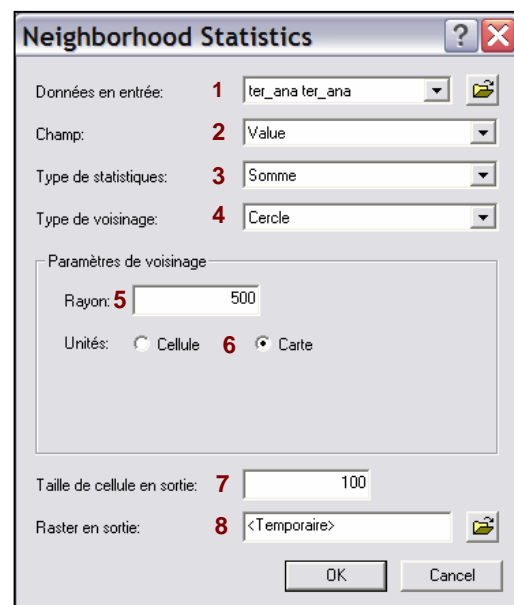 Neighborhood Statistics
Données en entrée: 1 ter_ana ter_ana
Champ: 2 Value
Type de statistiques: 3 Somme
Type de voisinage: 4 Cercle
Paramètres de voisinage
Rayon: 5 500
Unités: Cellule 6 Carte
Taille de cellule en sortie: 7 100
Raster en sortie: 8 <Temporaire>
OK Cancel